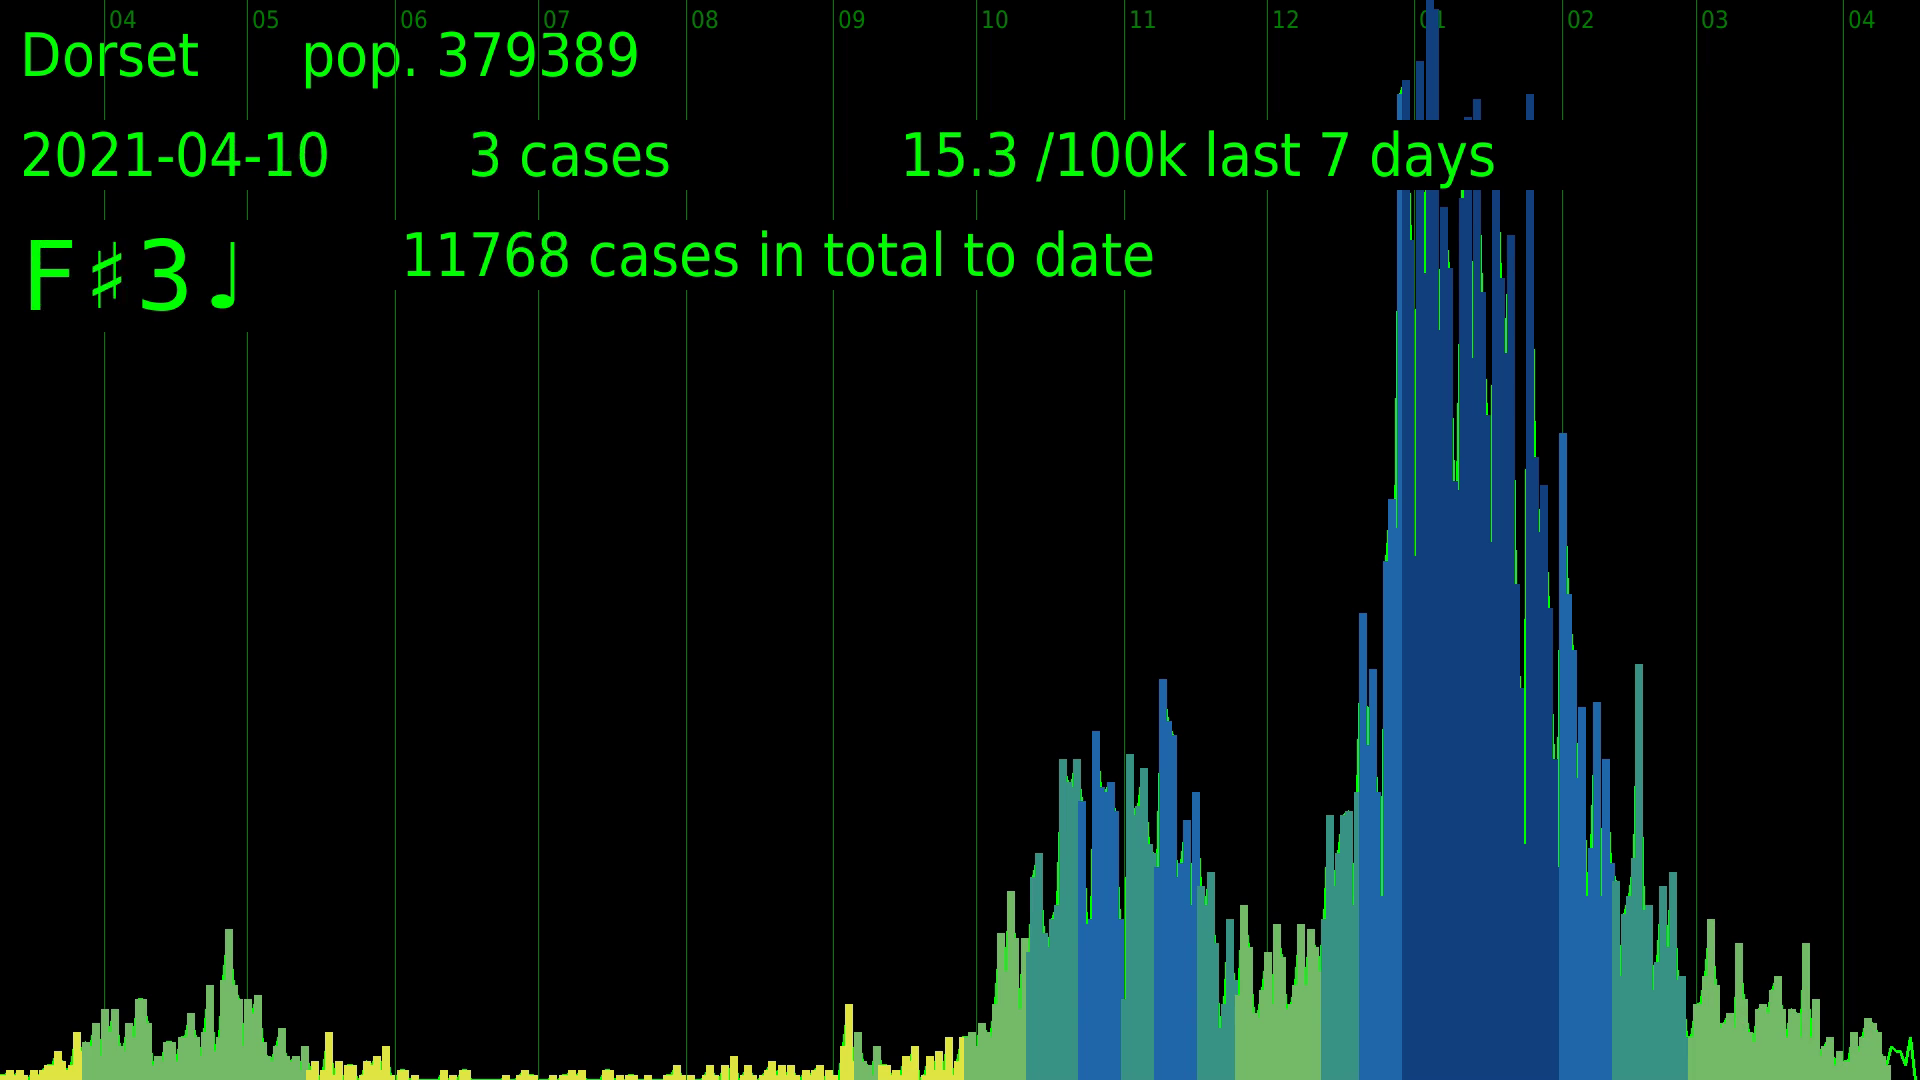 04 05 06 07 08 09 10 11 12 01 02 03 04
Dorset pop. 379389
2021-04-10 3 cases 15.3 /100k last 7 days
F♯3♩ 11768 cases in total to date